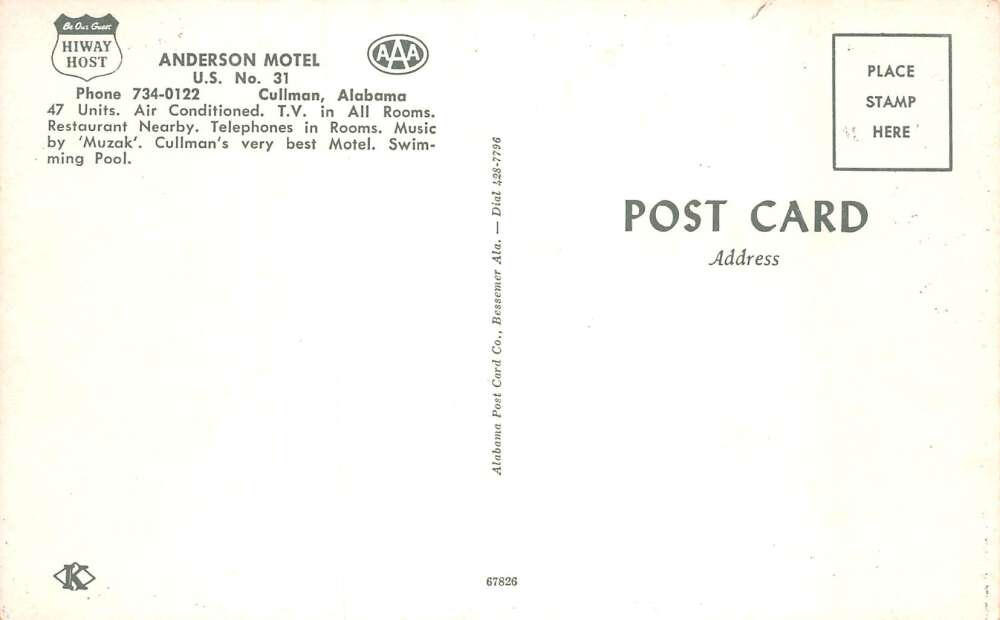 Be Our Guest
HIWAY
HOST
AAA
ANDERSON MOTEL
U.S. No. 31
Phone 734-0122 Cullman, Alabama
47 Units. Air Conditioned. T.V. in All Rooms.
Restaurant Nearby. Telephones in Rooms. Music
by ‘Muzak’. Cullman's very best Motel. Swim-
ming Pool.
Alabama Post Card Co., Bessemer Ala. — Dial 428-7796
PLACE
STAMP
HERE
POST CARD
Address
K
67826